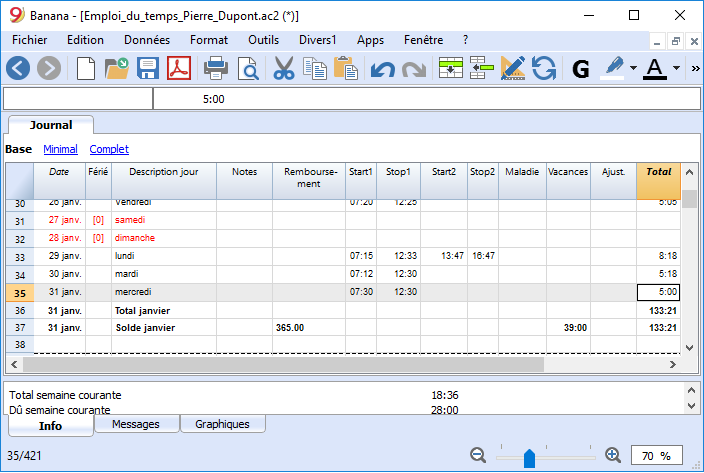 Banana - [Emploi_du_temps_Pierre_Dupont.ac2 (*)]
Fichier Edition Données Format Outils Divers1 Apps Fenêtre ?
G A »
5:00
Journal
Base Minimal Complet
Date Férié Description jour Notes Rembourse- Start1 Stop1 Start2 Stop2 Maladie Vacances Ajust. Total
ment
30 26 janv. vendredi 07:20 12:25 5:05
31 27 janv. [0] samedi
32 28 janv. [0] dimanche
33 29 janv. lundi 07:15 12:33 13:47 16:47 8:18
34 30 janv. mardi 07:12 12:30 5:18
35 31 janv. mercredi 07:30 12:30 5:00
36 31 janv. Total janvier 133:21
37 31 janv. Solde janvier 365.00 39:00 133:21
38
Total semaine courante 18:36
Dû semaine courante 28:00
Info Messages Graphiques
35/421 70 %